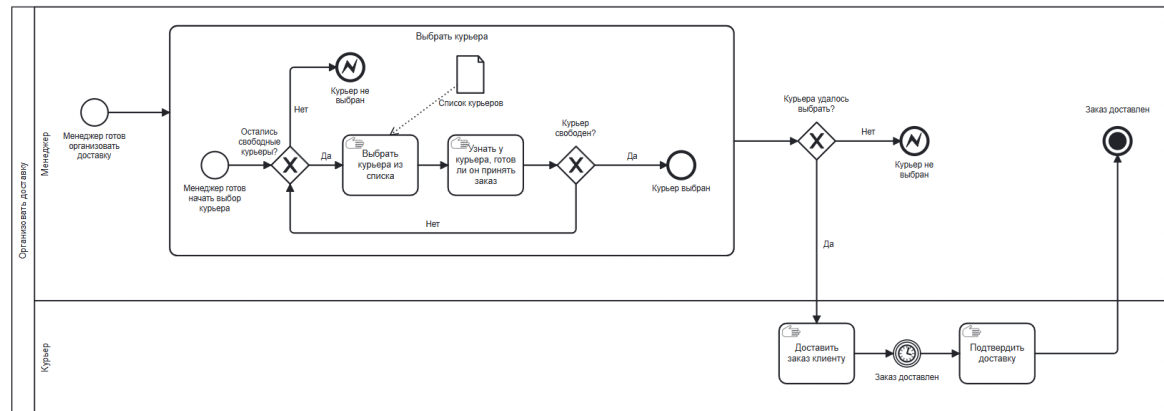 Организовать доставку
Менеджер
Курьер
Менеджер готов
организовать
доставку
Выбрать курьера
Менеджер готов
начать выбор
курьера
Остались
свободные
курьеры?
Нет
Курьер не
выбран
Да
Список курьеров
Выбрать
курьера из
списка
Узнать у
курьера, готов
ли он принять
заказ
Курьер
свободен?
Да
Курьер выбран
Нет
Курьера удалось
выбрать?
Нет
Курьер не
выбран
Да
Заказ доставлен
Доставить
заказ клиенту
Заказ доставлен
Подтвердить
доставку